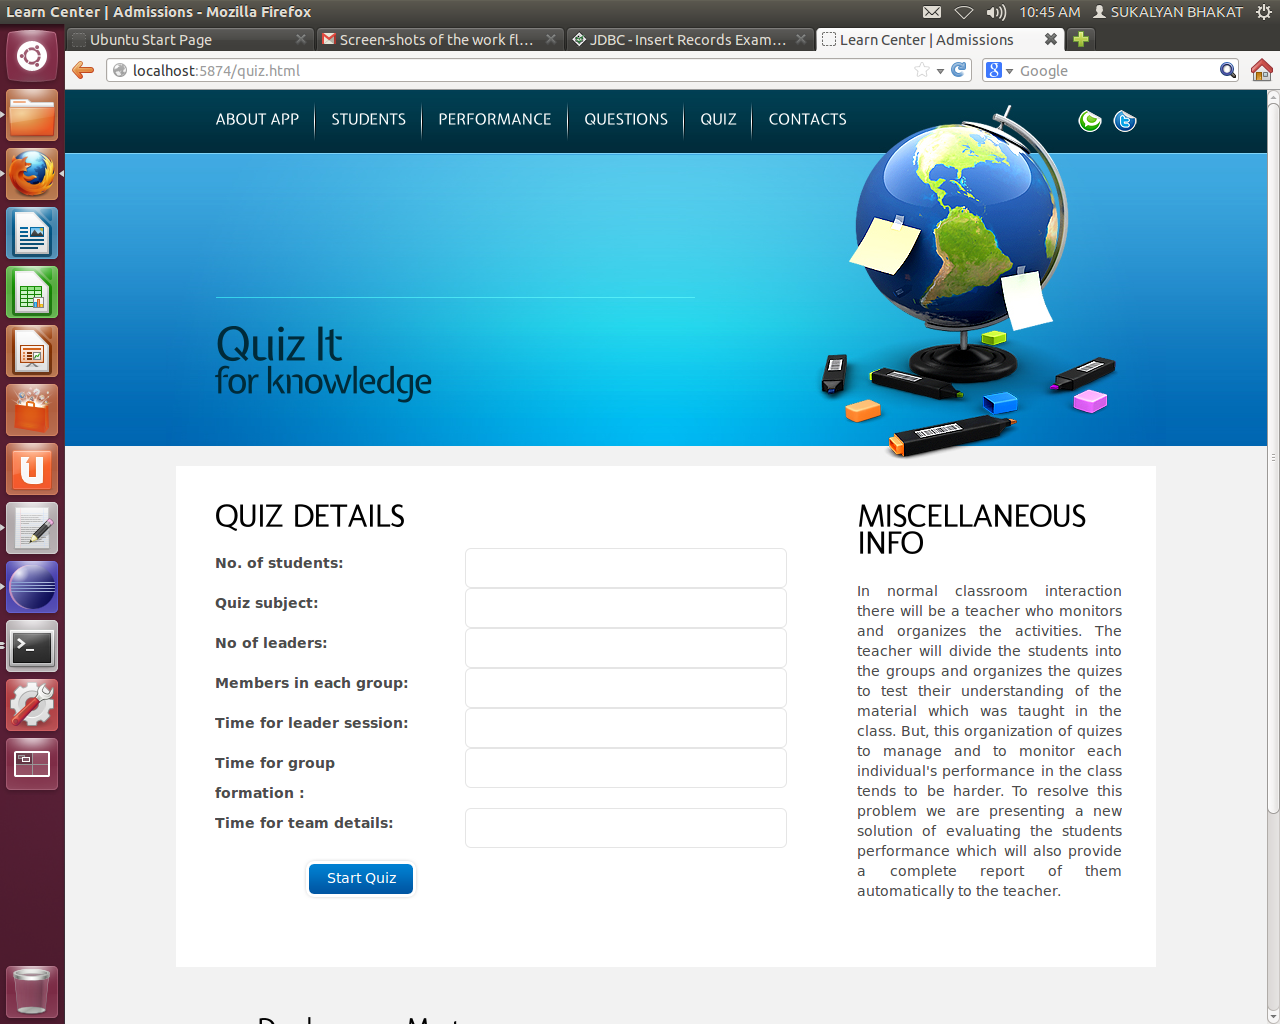 Learn Center | Admissions - Mozilla Firefox
10:45 AM SUKALYAN BHAKAT
Ubuntu Start Page
Screen-shots of the work fl...
JDBC - Insert Records Exam...
Learn Center | Admissions
localhost:5874/quiz.html
Google
ABOUT APP
STUDENTS
PERFORMANCE
QUESTIONS
QUIZ
CONTACTS
Quiz It
for knowledge
QUIZ DETAILS
No. of students:
Quiz subject:
No of leaders:
Members in each group:
Time for leader session:
Time for group
formation :
Time for team details:
Start Quiz
MISCELLANEOUS
INFO
In normal classroom interaction
there will be a teacher who monitors
and organizes the activities. The
teacher will divide the students into
the groups and organizes the quizes
to test their understanding of the
material which was taught in the
class. But, this organization of quizes
to manage and to monitor each
individual's performance in the class
tends to be harder. To resolve this
problem we are presenting a new
solution of evaluating the students
performance which will also provide
a complete report of them
automatically to the teacher.